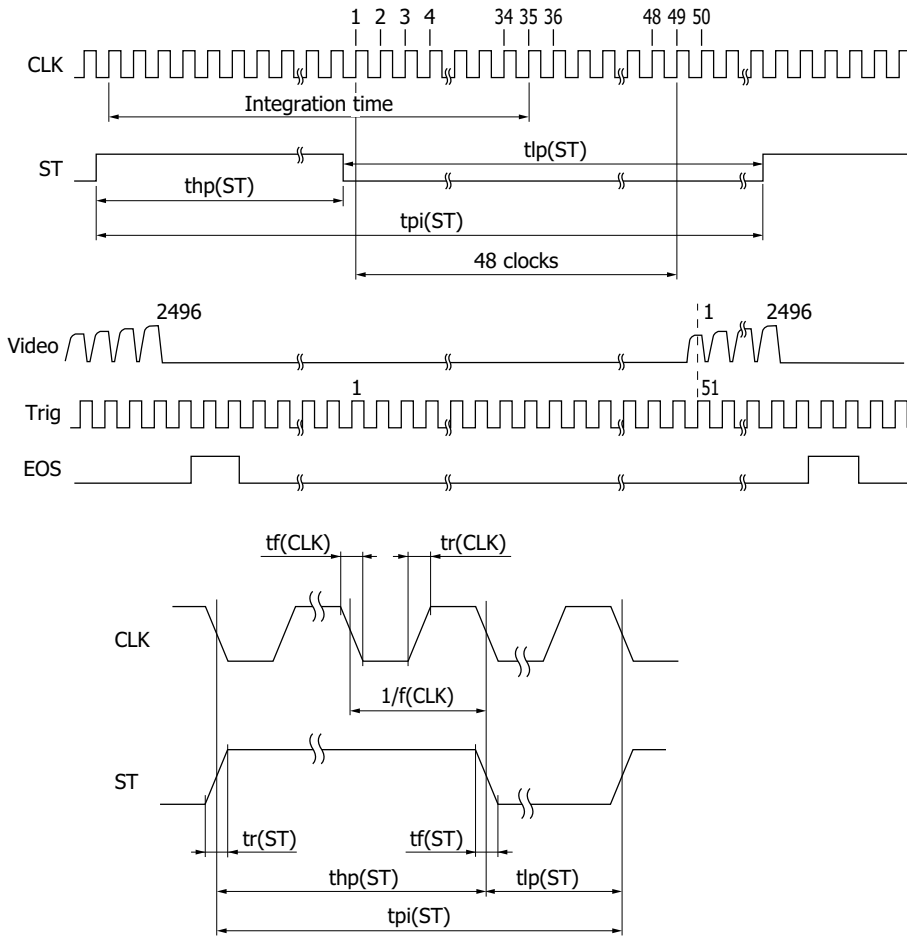 1 2 3 4 34 35 36 48 49 50
CLK
Integration time
ST
tlp(ST)
thp(ST)
tpi(ST)
48 clocks
2496 1 2496
Video
1 51
Trig
EOS
tf(CLK) tr(CLK)
CLK
1/f(CLK)
ST
tr(ST) tf(ST)
thp(ST) tlp(ST)
tpi(ST)